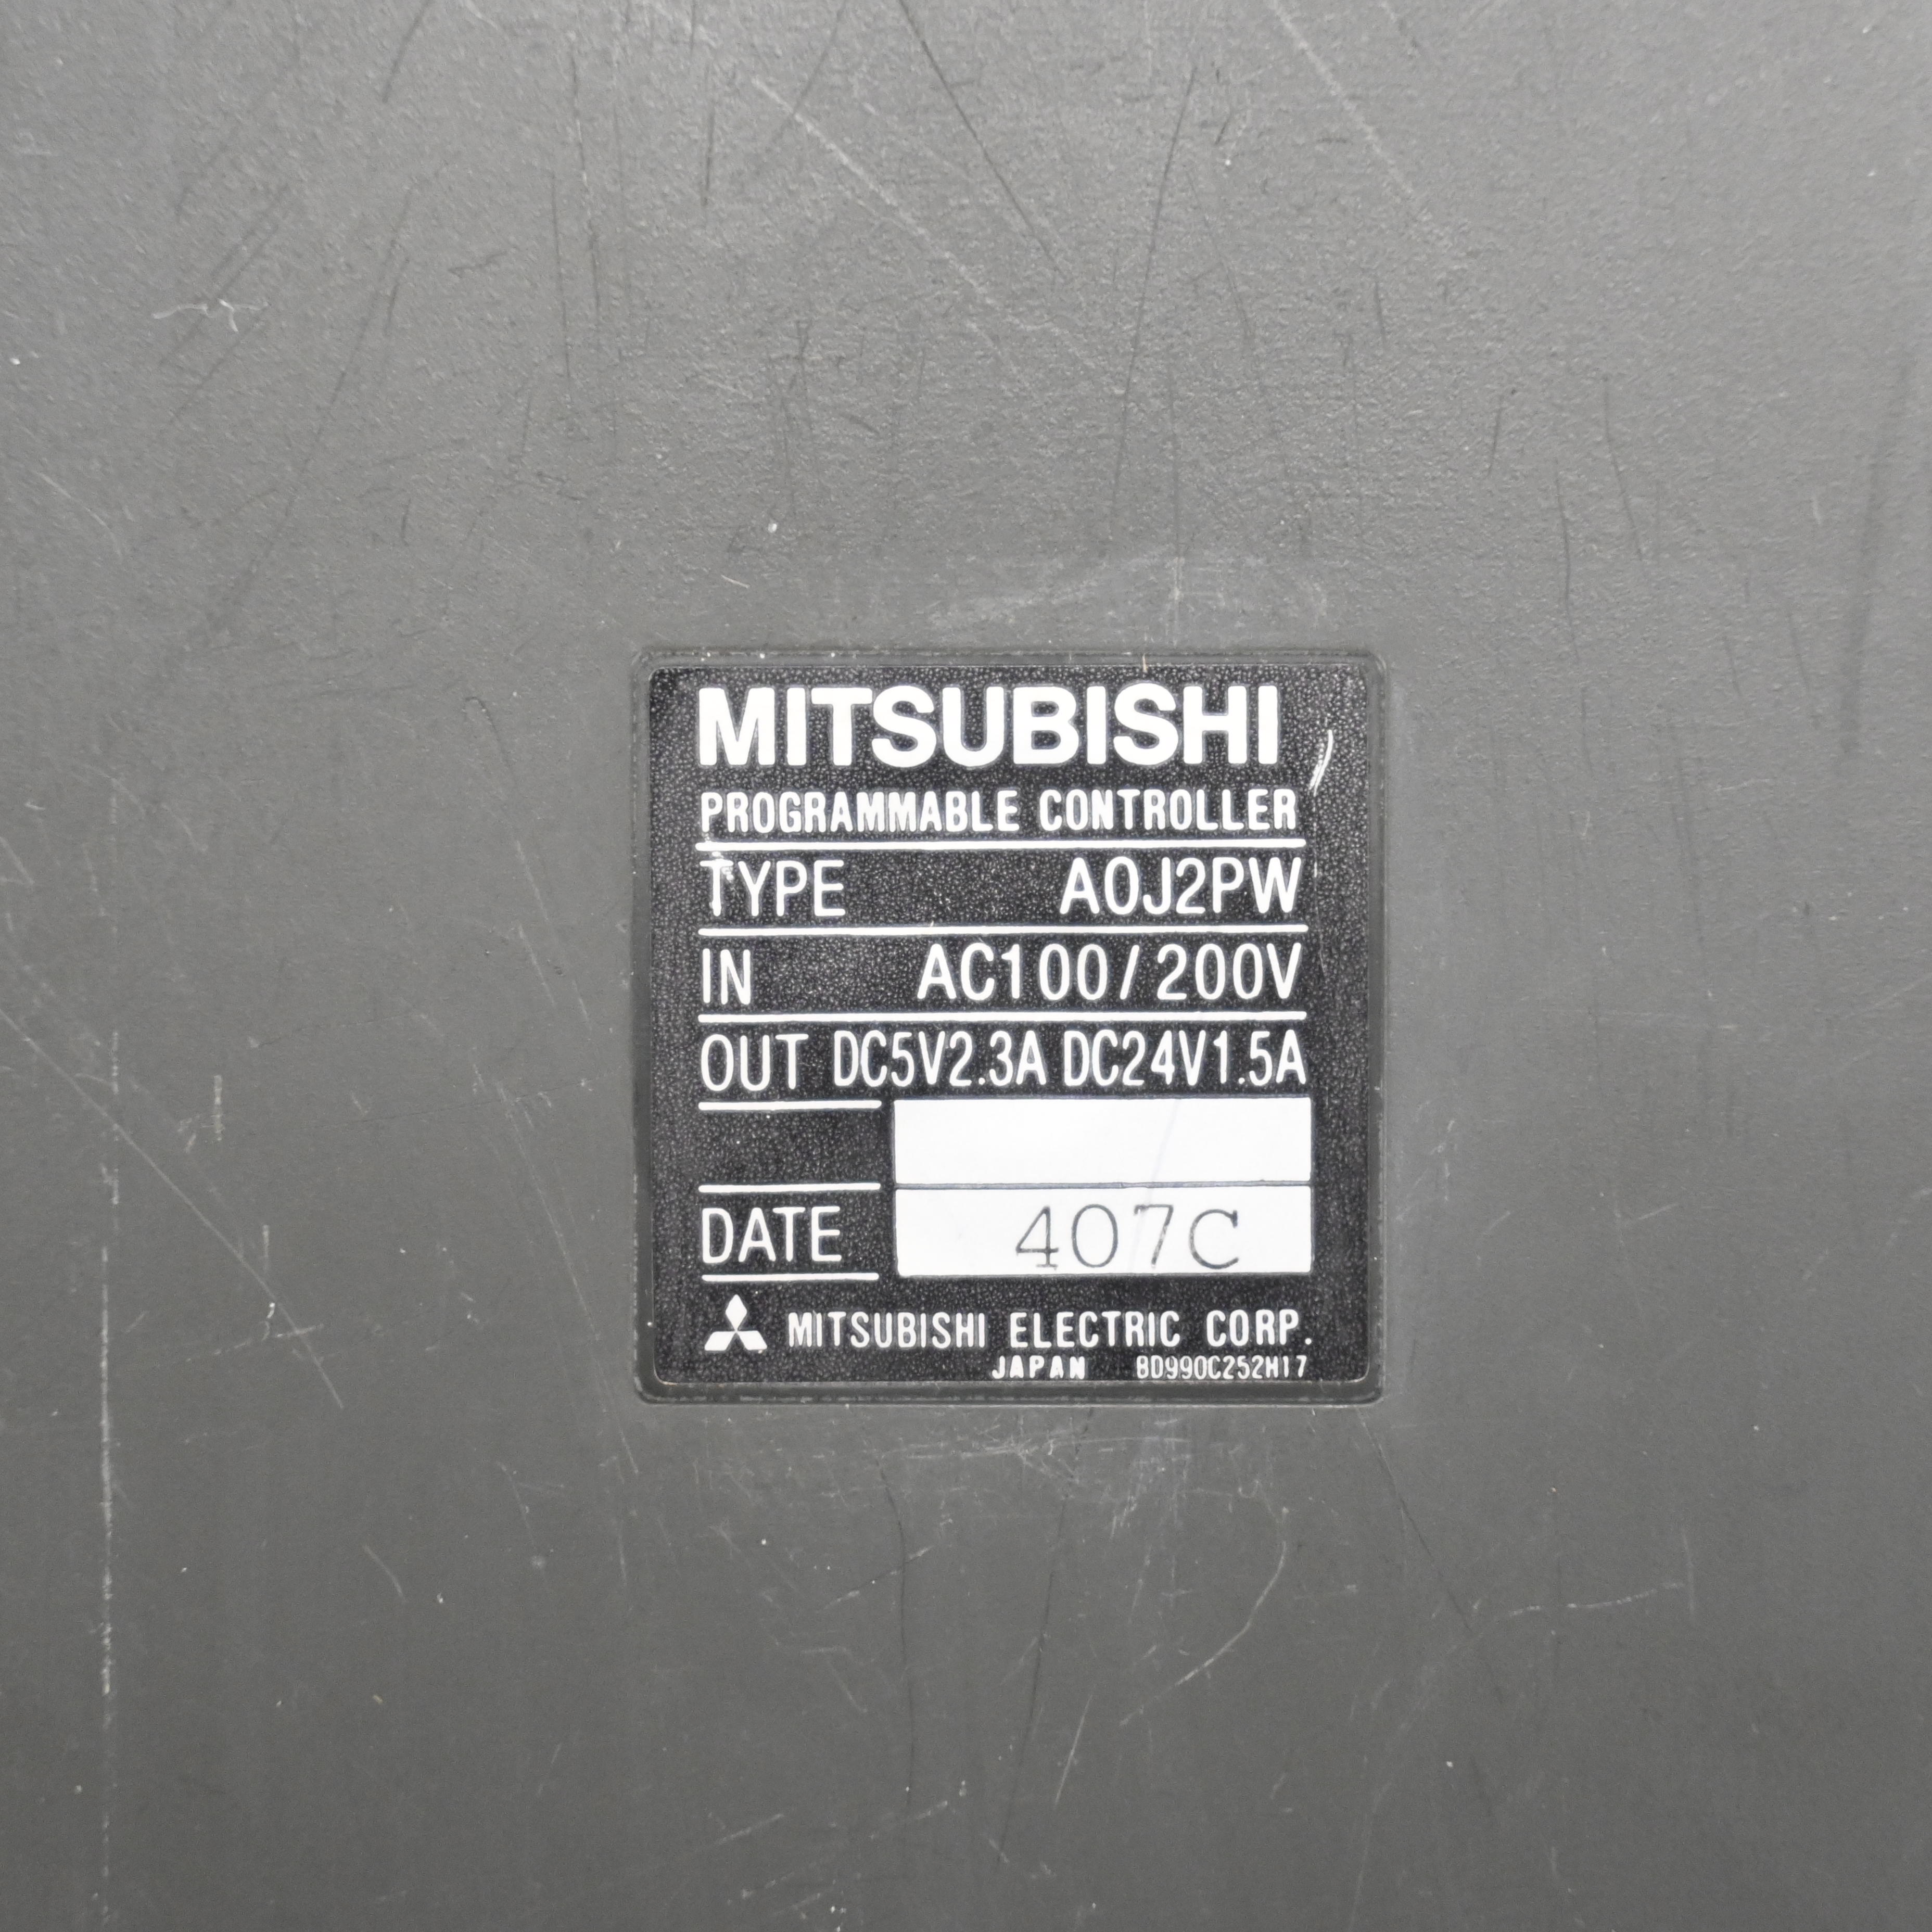 MITSUBISHI
PROGRAMMABLE CONTROLLER
TYPE A0J2PW
IN AC100/200V
OUT DC5V2.3A DC24V1.5A
DATE 407C
MITSUBISHI ELECTRIC CORP.
JAPAN BD990C252H17